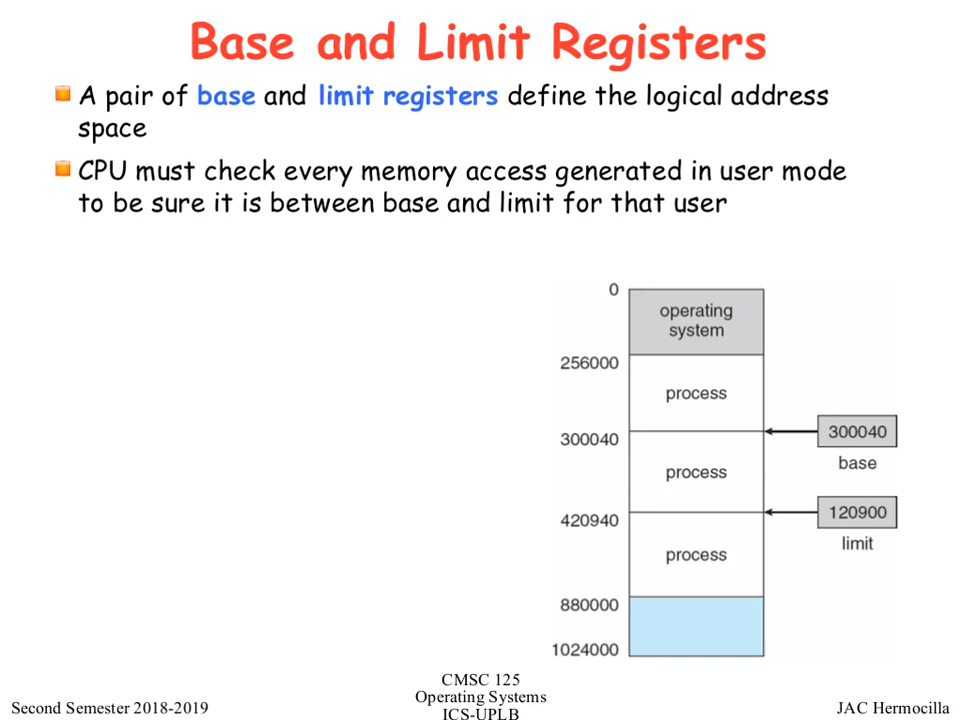 Base and Limit Registers
A pair of base and limit registers define the logical address
space
CPU must check every memory access generated in user mode
to be sure it is between base and limit for that user
0
operating
system
256000
process
300040
300040
base
process
420940
120900
limit
process
880000
1024000
CMSC 125
Operating Systems
ICS-UPLB
Second Semester 2018-2019
JAC Hermocilla